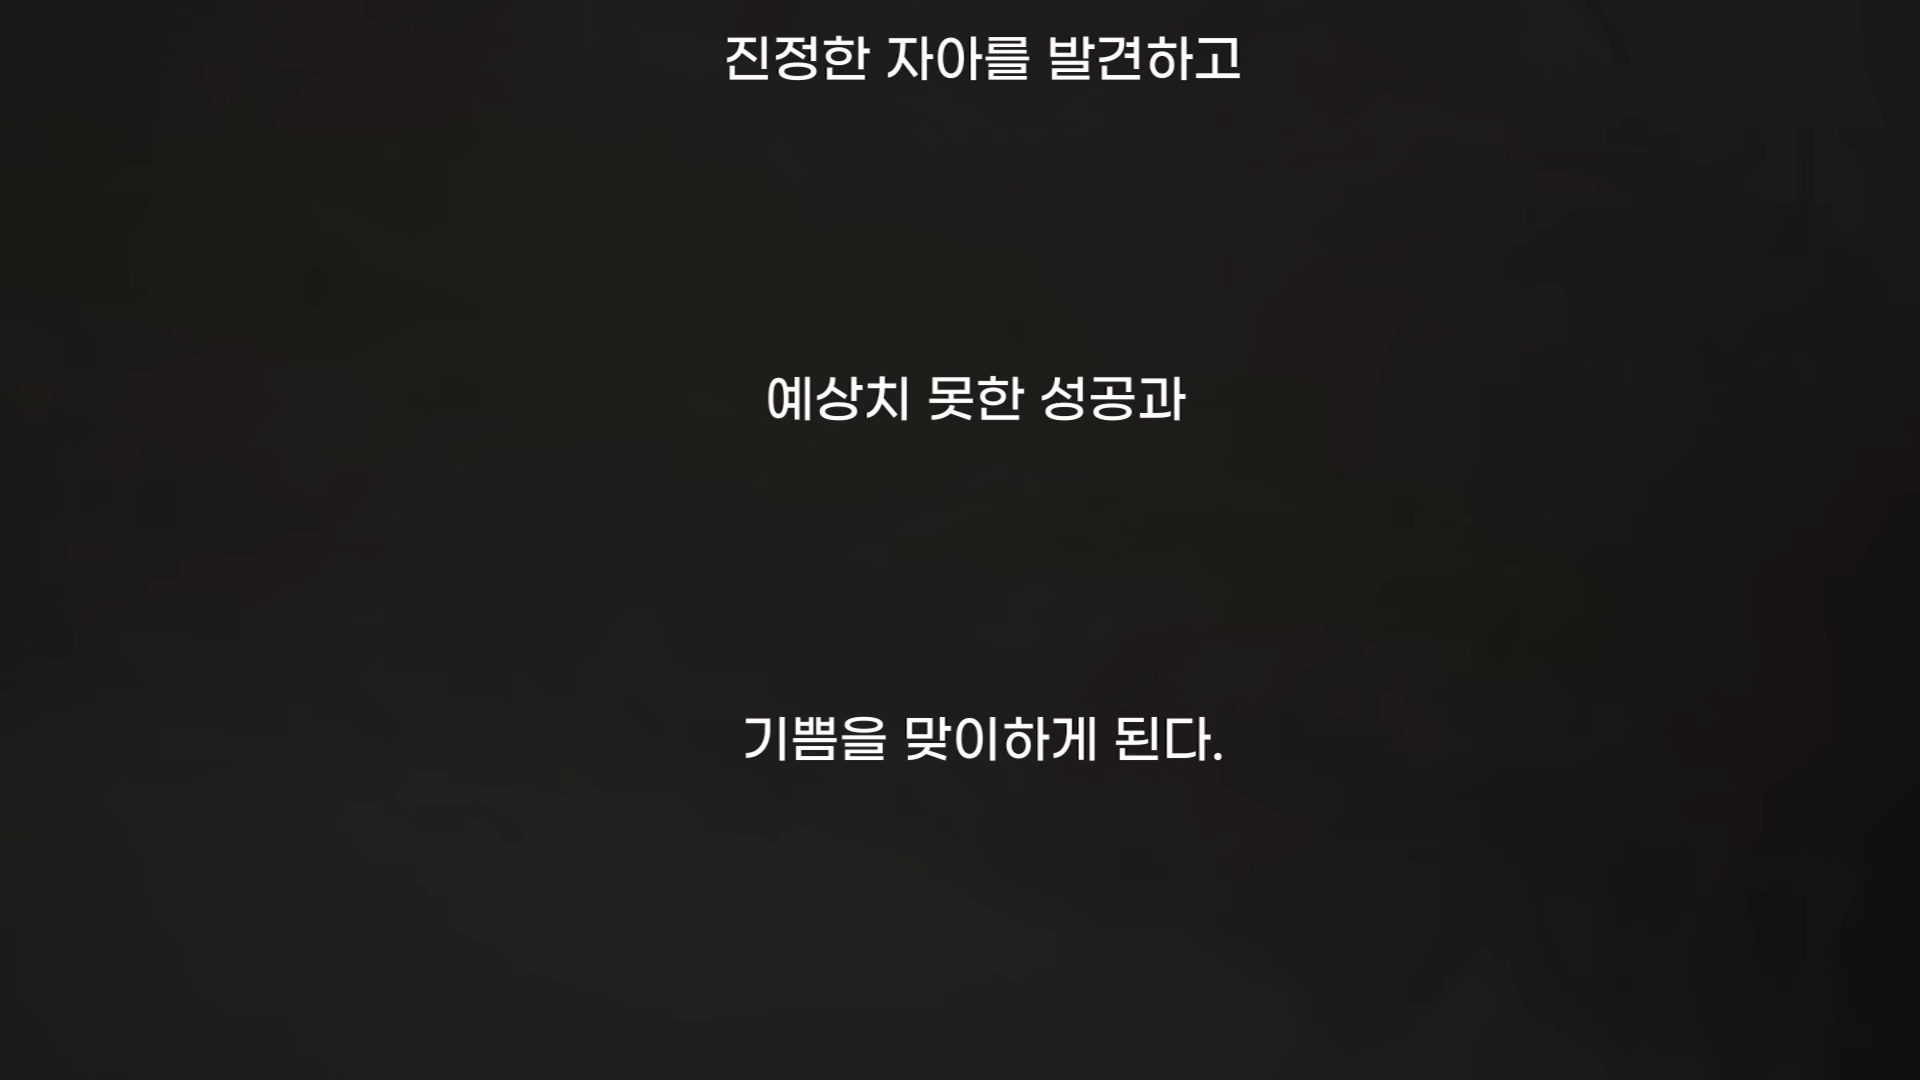 진정한 자아를 발견하고
예상치 못한 성공과
기쁨을 맞이하게 된다.